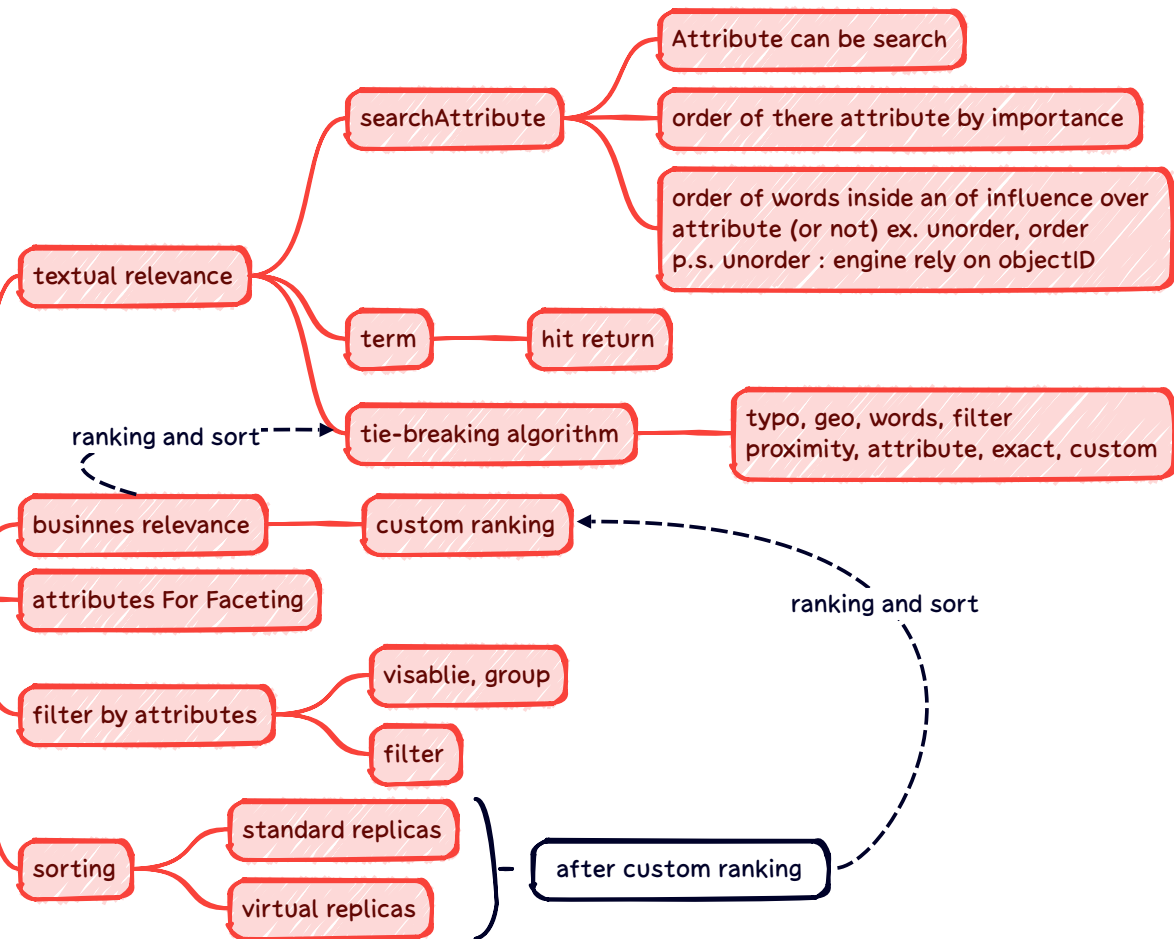 Attribute can be search
searchAttribute
order of there attribute by importance
order of words inside an of influence over
attribute (or not) ex. unorder, order
p.s. unorder : engine rely on objectID
textual relevance
term
hit return
tie-breaking algorithm
typo, geo, words, filter
proximity, attribute, exact, custom
ranking and sort
businnes relevance
custom ranking
attributes For Faceting
ranking and sort
visablie, group
filter by attributes
filter
standard replicas
sorting
after custom ranking
virtual replicas